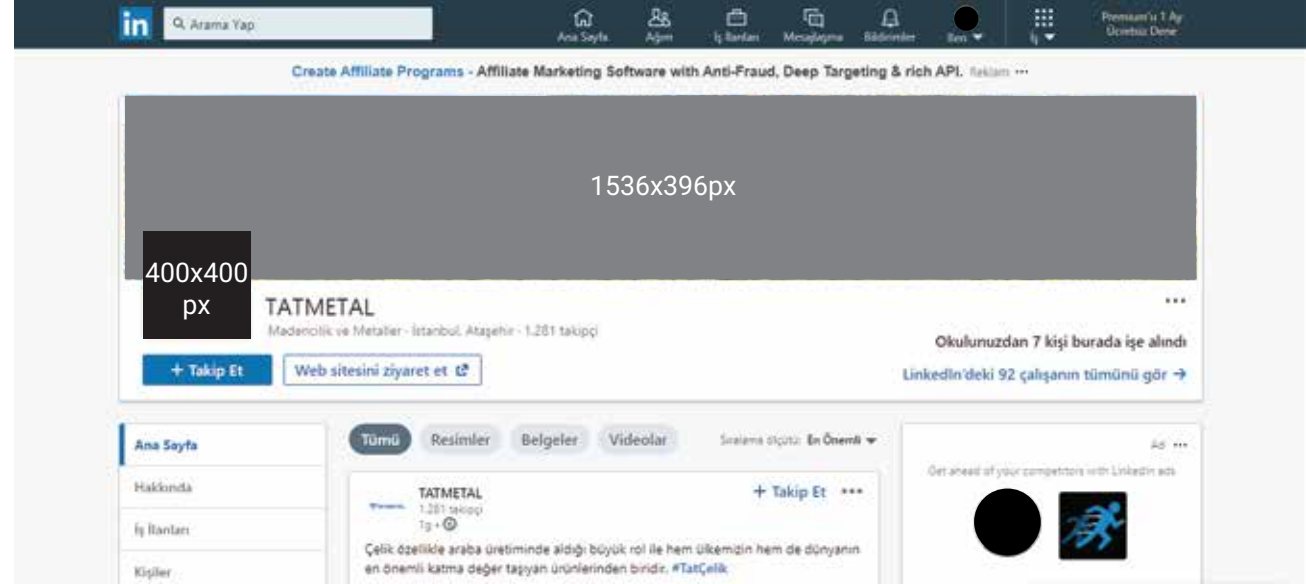 in
Arama Yap
Ana Sayfa
Ağım
İş İlanları
Mesajlaşma
Bildirimler
Ben
İş
Premium'u 1 Ay
Ücretsiz Dene
Create Affiliate Programs - Affiliate Marketing Software with Anti-Fraud, Deep Targeting & rich API. Reklam ···
1536x396px
400x400
px
TATMETAL
Madencilik ve Metaller - İstanbul, Ataşehir - 1.281 takipçi
Okulunuzdan 7 kişi burada işe alındı
+ Takip Et
Web sitesini ziyaret et
LinkedIn'deki 92 çalışanın tümünü gör →
Ana Sayfa
Hakkında
İş İlanları
Kişiler
Tümü
Resimler
Belgeler
Videolar
Sıralama ölçütü: En Önemli
TATMETAL
1.281 takipçi
1g •
+ Takip Et ···
Çelik özellikle araba üretiminde aldığı büyük rol ile hem ülkemizin hem de dünyanın
en önemli katma değer taşıyan ürünlerinden biridir. #TatÇelik
Ad ···
Get ahead of your competitors with LinkedIn ads